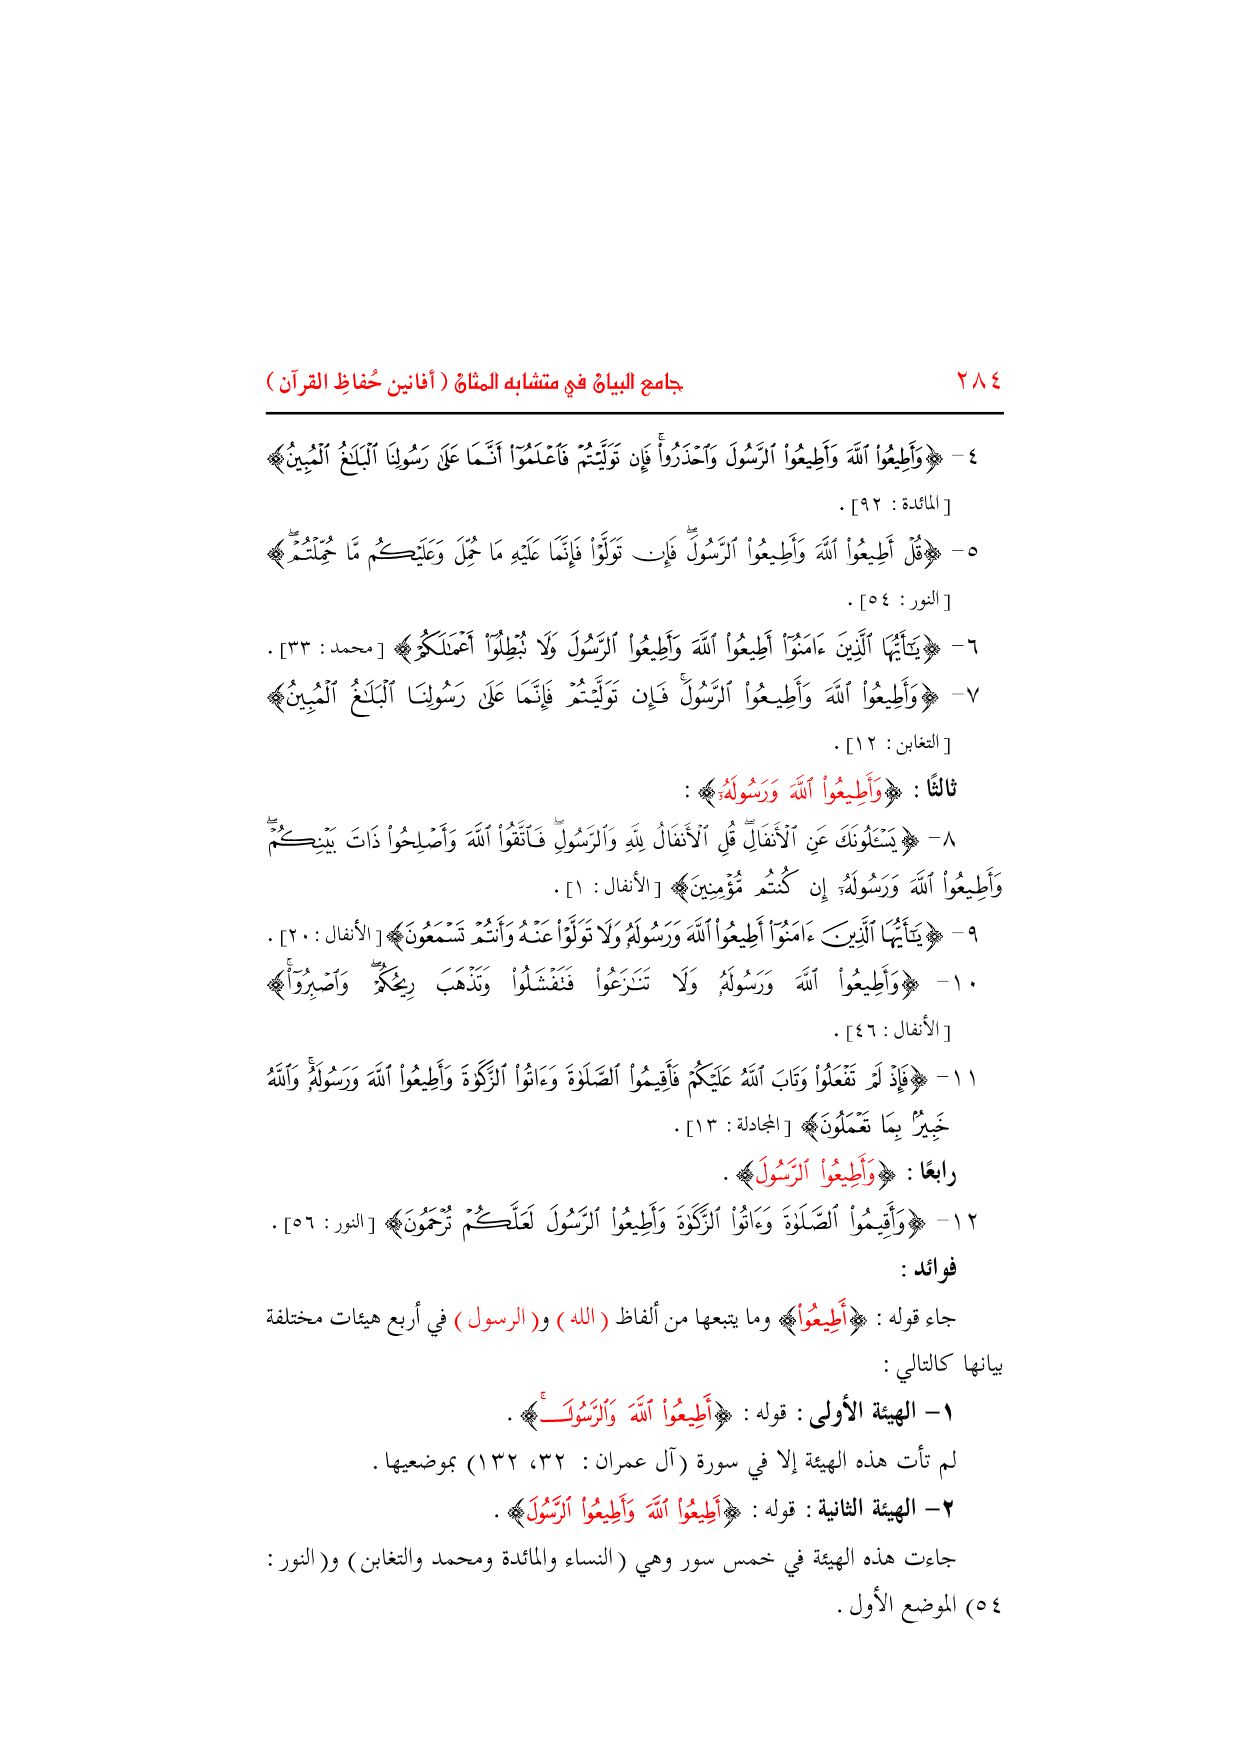 ٢٨٤ جامع البيان في متشابه المثان ( أفانين حُفاظِ القرآن )
٤- ﴿وَأَطِيعُوا۟ ٱللَّهَ وَأَطِيعُوا۟ ٱلرَّسُولَ وَٱحْذَرُوا۟ۚ فَإِن تَوَلَّيْتُمْ فَٱعْلَمُوٓا۟ أَنَّمَا عَلَىٰ رَسُولِنَا ٱلْبَلَٰغُ ٱلْمُبِينُ﴾
[المائدة : ٩٢] .
٥- ﴿قُلْ أَطِيعُوا۟ ٱللَّهَ وَأَطِيعُوا۟ ٱلرَّسُولَۖ فَإِن تَوَلَّوْا۟ فَإِنَّمَا عَلَيْهِ مَا حُمِّلَ وَعَلَيْكُم مَّا حُمِّلْتُمْۖ﴾
[النور : ٥٤] .
٦- ﴿يَٰٓأَيُّهَا ٱلَّذِينَ ءَامَنُوٓا۟ أَطِيعُوا۟ ٱللَّهَ وَأَطِيعُوا۟ ٱلرَّسُولَ وَلَا تُبْطِلُوٓا۟ أَعْمَٰلَكُمْ﴾ [محمد : ٣٣] .
٧- ﴿وَأَطِيعُوا۟ ٱللَّهَ وَأَطِيعُوا۟ ٱلرَّسُولَۚ فَإِن تَوَلَّيْتُمْ فَإِنَّمَا عَلَىٰ رَسُولِنَا ٱلْبَلَٰغُ ٱلْمُبِينُ﴾
[التغابن : ١٢] .
ثالثًا : ﴿وَأَطِيعُوا۟ ٱللَّهَ وَرَسُولَهُۥٓ﴾ :
٨- ﴿يَسْـَٔلُونَكَ عَنِ ٱلْأَنفَالِۖ قُلِ ٱلْأَنفَالُ لِلَّهِ وَٱلرَّسُولِۖ فَٱتَّقُوا۟ ٱللَّهَ وَأَصْلِحُوا۟ ذَاتَ بَيْنِكُمْۖ
وَأَطِيعُوا۟ ٱللَّهَ وَرَسُولَهُۥٓ إِن كُنتُم مُّؤْمِنِينَ﴾ [الأنفال : ١] .
٩- ﴿يَٰٓأَيُّهَا ٱلَّذِينَ ءَامَنُوٓا۟ أَطِيعُوا۟ ٱللَّهَ وَرَسُولَهُۥ وَلَا تَوَلَّوْا۟ عَنْهُ وَأَنتُمْ تَسْمَعُونَ﴾ [الأنفال : ٢٠] .
١٠- ﴿وَأَطِيعُوا۟ ٱللَّهَ وَرَسُولَهُۥ وَلَا تَنَٰزَعُوا۟ فَتَفْشَلُوا۟ وَتَذْهَبَ رِيحُكُمْۖ وَٱصْبِرُوٓا۟ۚ﴾
[الأنفال : ٤٦] .
١١- ﴿فَإِذْ لَمْ تَفْعَلُوا۟ وَتَابَ ٱللَّهُ عَلَيْكُمْ فَأَقِيمُوا۟ ٱلصَّلَوٰةَ وَءَاتُوا۟ ٱلزَّكَوٰةَ وَأَطِيعُوا۟ ٱللَّهَ وَرَسُولَهُۥۚ وَٱللَّهُ
خَبِيرٌۢ بِمَا تَعْمَلُونَ﴾ [المجادلة : ١٣] .
رابعًا : ﴿وَأَطِيعُوا۟ ٱلرَّسُولَ﴾ .
١٢- ﴿وَأَقِيمُوا۟ ٱلصَّلَوٰةَ وَءَاتُوا۟ ٱلزَّكَوٰةَ وَأَطِيعُوا۟ ٱلرَّسُولَ لَعَلَّكُمْ تُرْحَمُونَ﴾ [النور : ٥٦] .
فوائد :
جاء قوله : ﴿أَطِيعُوا۟﴾ وما يتبعها من ألفاظ ( الله ) و( الرسول ) في أربع هيئات مختلفة
بيانها كالتالي :
١- الهيئة الأولى : قوله : ﴿أَطِيعُوا۟ ٱللَّهَ وَٱلرَّسُولَۚ﴾ .
لم تأت هذه الهيئة إلا في سورة (آل عمران : ٣٢، ١٣٢) بموضعيها .
٢- الهيئة الثانية : قوله : ﴿أَطِيعُوا۟ ٱللَّهَ وَأَطِيعُوا۟ ٱلرَّسُولَ﴾ .
جاءت هذه الهيئة في خمس سور وهي (النساء والمائدة ومحمد والتغابن) و(النور :
٥٤) الموضع الأول .